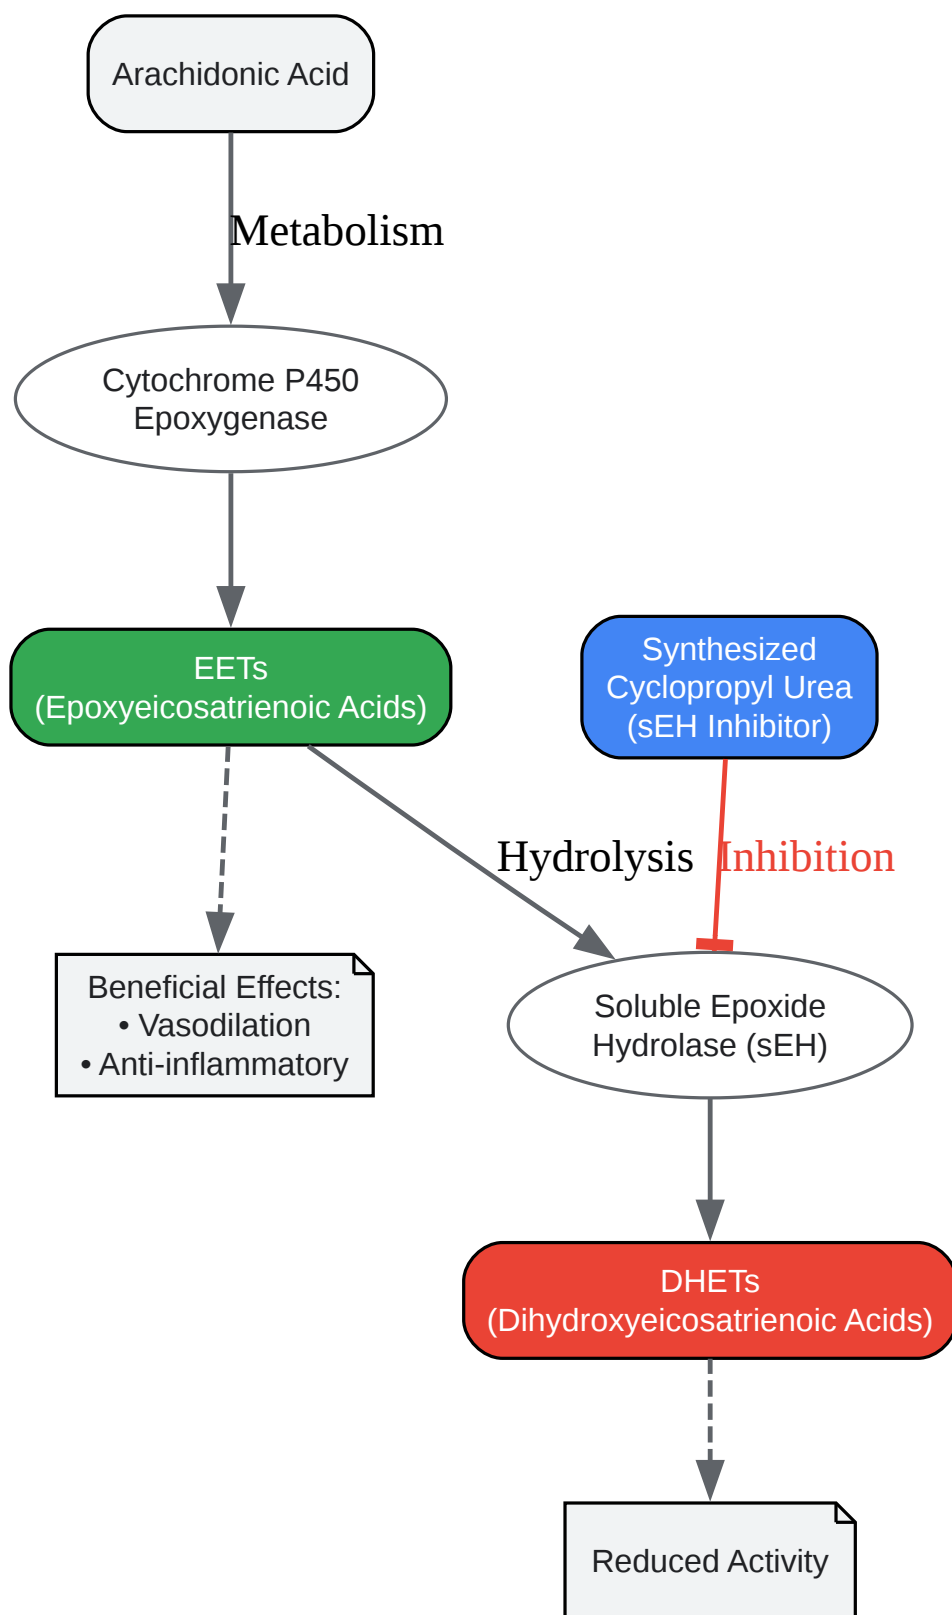 Arachidonic Acid
Metabolism
Cytochrome P450
Epoxygenase
EETs
(Epoxyeicosatrienoic Acids)
Synthesized
Cyclopropyl Urea
(sEH Inhibitor)
Hydrolysis
Inhibition
Beneficial Effects:
• Vasodilation
• Anti-inflammatory
Soluble Epoxide
Hydrolase (sEH)
DHETs
(Dihydroxyeicosatrienoic Acids)
Reduced Activity